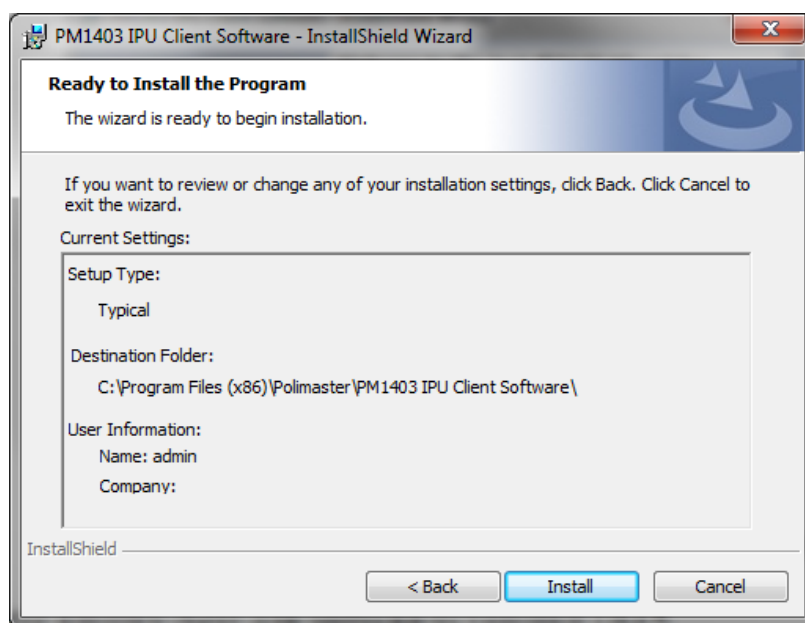 PM1403 IPU Client Software - InstallShield Wizard
Ready to Install the Program
The wizard is ready to begin installation.
If you want to review or change any of your installation settings, click Back. Click Cancel to
exit the wizard.
Current Settings:
Setup Type:
Typical
Destination Folder:
C:\Program Files (x86)\Polimaster\PM1403 IPU Client Software\
User Information:
Name: admin
Company:
InstallShield
< Back
Install
Cancel